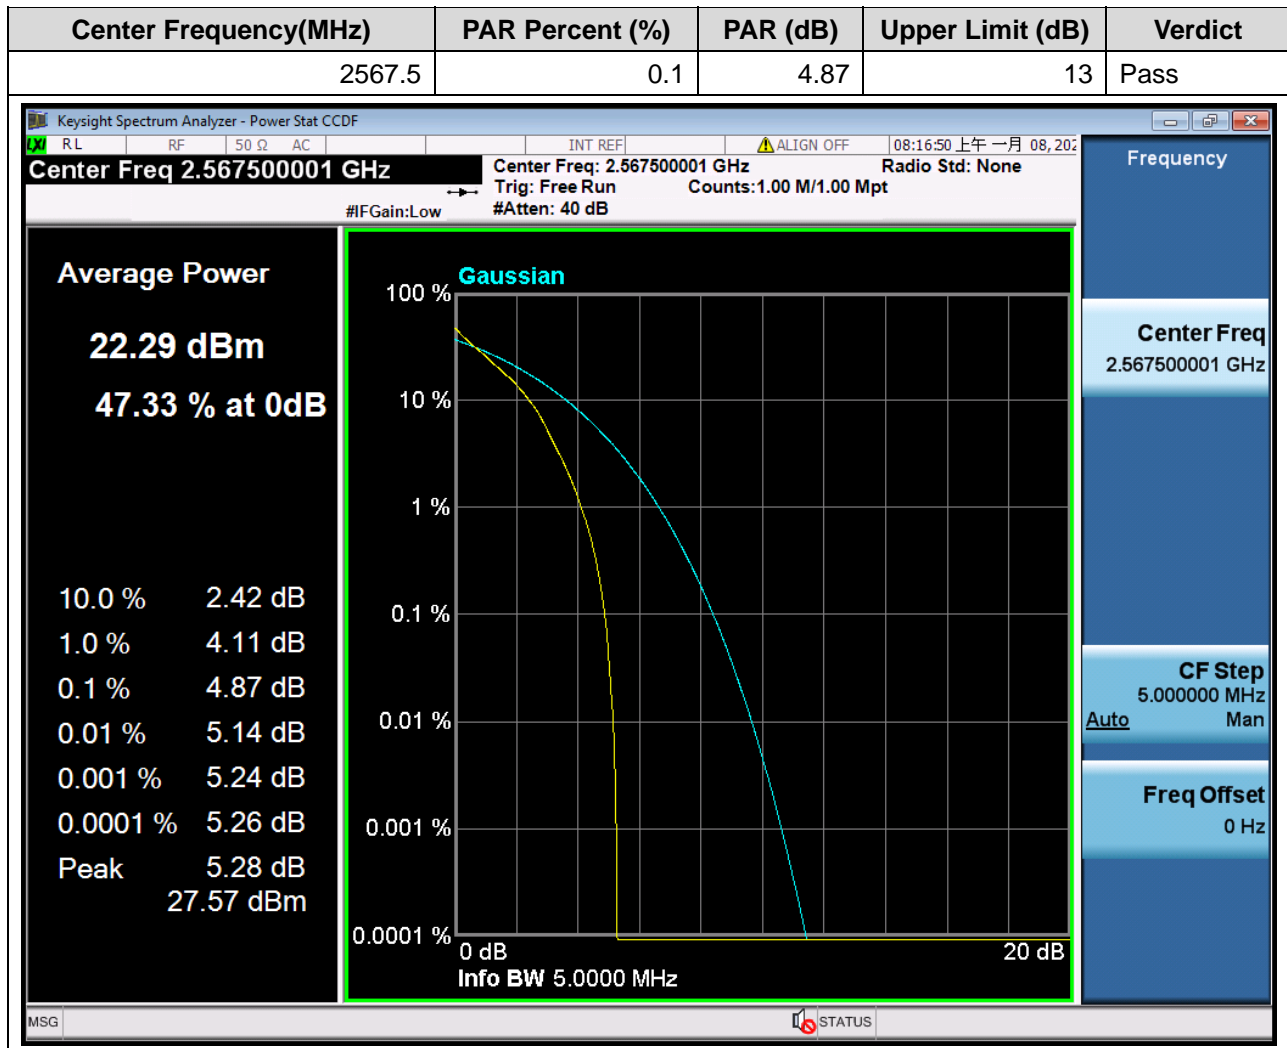 Center Frequency(MHz) PAR Percent (%) PAR (dB) Upper Limit (dB) Verdict
2567.5 0.1 4.87 13 Pass
Keysight Spectrum Analyzer - Power Stat CCDF
LXI RL RF 50 Ω AC INT REF ALIGN OFF 08:16:50 上午 一月 08, 202
Center Freq 2.567500001 GHz
#IFGain:Low
Center Freq: 2.567500001 GHz Radio Std: None
Trig: Free Run Counts:1.00 M/1.00 Mpt
#Atten: 40 dB
Average Power
22.29 dBm
47.33 % at 0dB
10.0 % 2.42 dB
1.0 % 4.11 dB
0.1 % 4.87 dB
0.01 % 5.14 dB
0.001 % 5.24 dB
0.0001 % 5.26 dB
Peak 5.28 dB
27.57 dBm
Gaussian
100 %
10 %
1 %
0.1 %
0.01 %
0.001 %
0.0001 %
0 dB 20 dB
Info BW 5.0000 MHz
Frequency
Center Freq
2.567500001 GHz
CF Step
5.000000 MHz
Auto Man
Freq Offset
0 Hz
MSG STATUS